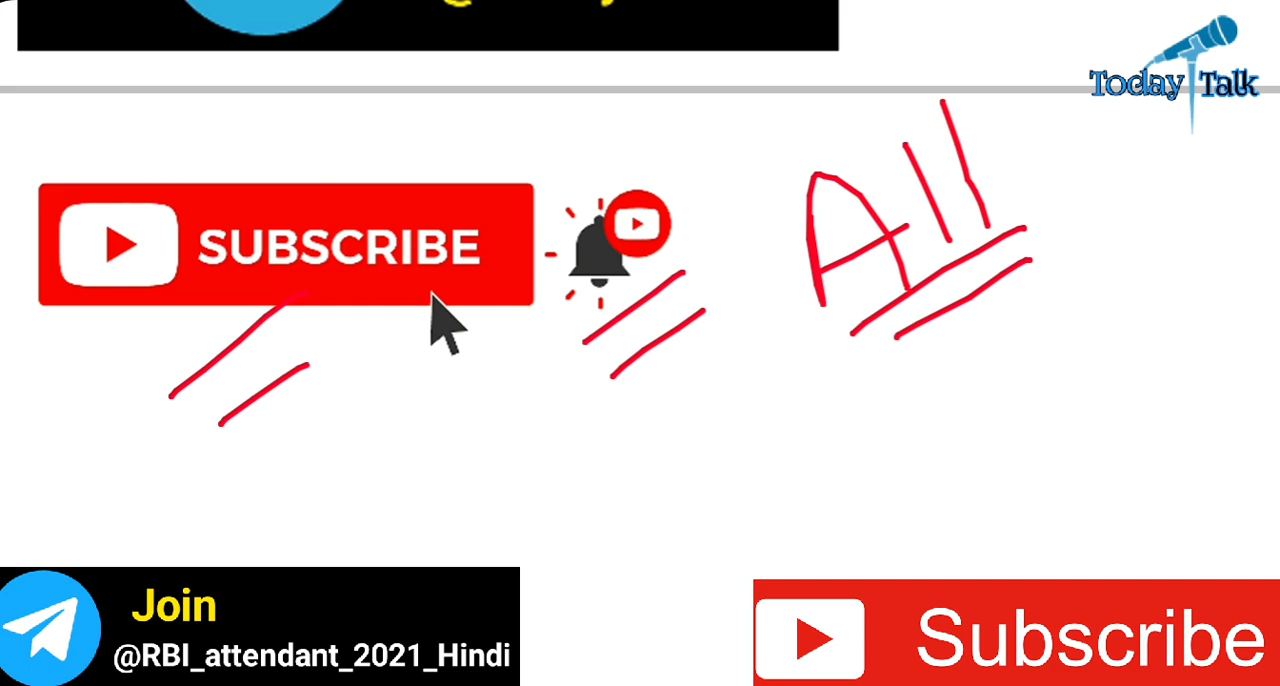 Today Talk
SUBSCRIBE
All
Join
@RBI_attendant_2021_Hindi
Subscribe